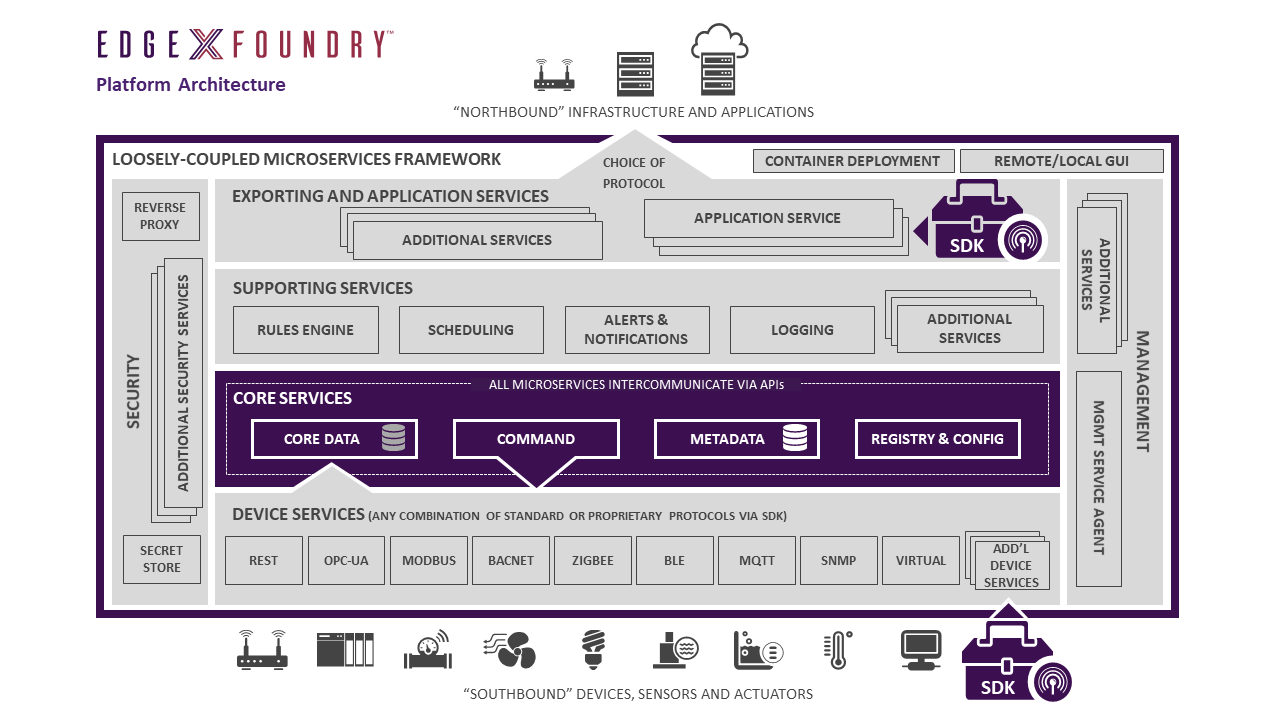 EDGE X FOUNDRY™
Platform Architecture
“NORTHBOUND” INFRASTRUCTURE AND APPLICATIONS
LOOSELY-COUPLED MICROSERVICES FRAMEWORK
CHOICE OF
PROTOCOL
CONTAINER DEPLOYMENT
REMOTE/LOCAL GUI
REVERSE
PROXY
SECURITY
ADDITIONAL SECURITY SERVICES
SECRET
STORE
EXPORTING AND APPLICATION SERVICES
ADDITIONAL SERVICES
APPLICATION SERVICE
SDK
SUPPORTING SERVICES
RULES ENGINE
SCHEDULING
ALERTS &
NOTIFICATIONS
LOGGING
ADDITIONAL
SERVICES
ALL MICROSERVICES INTERCOMMUNICATE VIA APIs
CORE SERVICES
CORE DATA
COMMAND
METADATA
REGISTRY & CONFIG
DEVICE SERVICES (ANY COMBINATION OF STANDARD OR PROPRIETARY PROTOCOLS VIA SDK)
REST
OPC-UA
MODBUS
BACNET
ZIGBEE
BLE
MQTT
SNMP
VIRTUAL
ADD’L
DEVICE
SERVICES
ADDITIONAL
SERVICES
MANAGEMENT
MGMT SERVICE AGENT
SDK
“SOUTHBOUND” DEVICES, SENSORS AND ACTUATORS